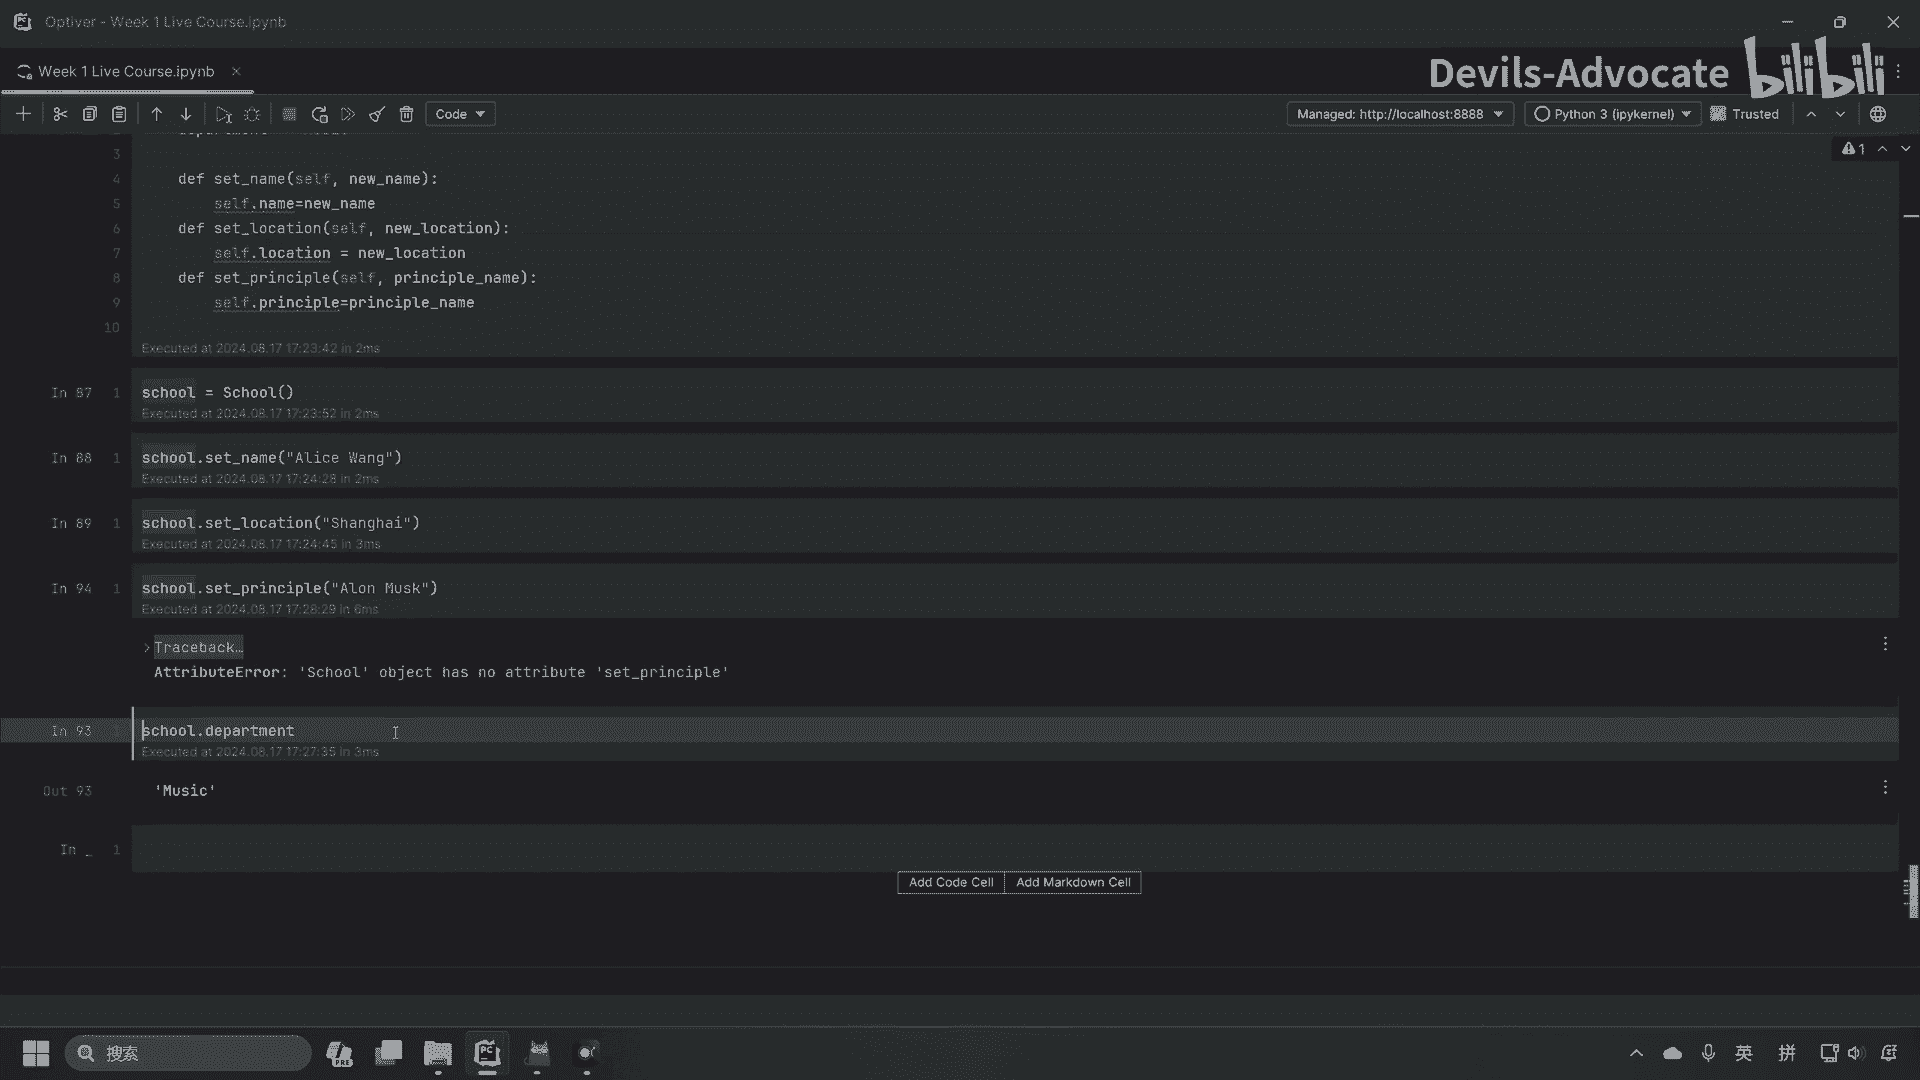 Optiver - Week 1 Live Course.ipynb
Week 1 Live Course.ipynb
Devils-Advocate bilibili
Code
Managed: http://localhost:8888
Python 3 (ipykernel)
Trusted
3
1
4 def set_name(self, new_name):
5 self.name=new_name
6 def set_location(self, new_location):
7 self.location = new_location
8 def set_principle(self, principle_name):
9 self.principle=principle_name
10
Executed at 2024.08.17 17:23:42 in 2ms
In 87 1 school = School()
Executed at 2024.08.17 17:23:52 in 2ms
In 88 1 school.set_name("Alice Wang")
Executed at 2024.08.17 17:24:28 in 2ms
In 89 1 school.set_location("Shanghai")
Executed at 2024.08.17 17:24:45 in 3ms
In 94 1 school.set_principle("Alon Musk")
Executed at 2024.08.17 17:28:29 in 6ms
Traceback…
AttributeError: 'School' object has no attribute 'set_principle'
In 93 1 school.department
Executed at 2024.08.17 17:27:35 in 3ms
Out 93 'Music'
In _ 1
Add Code Cell Add Markdown Cell
搜索
PRE
PC
英
拼